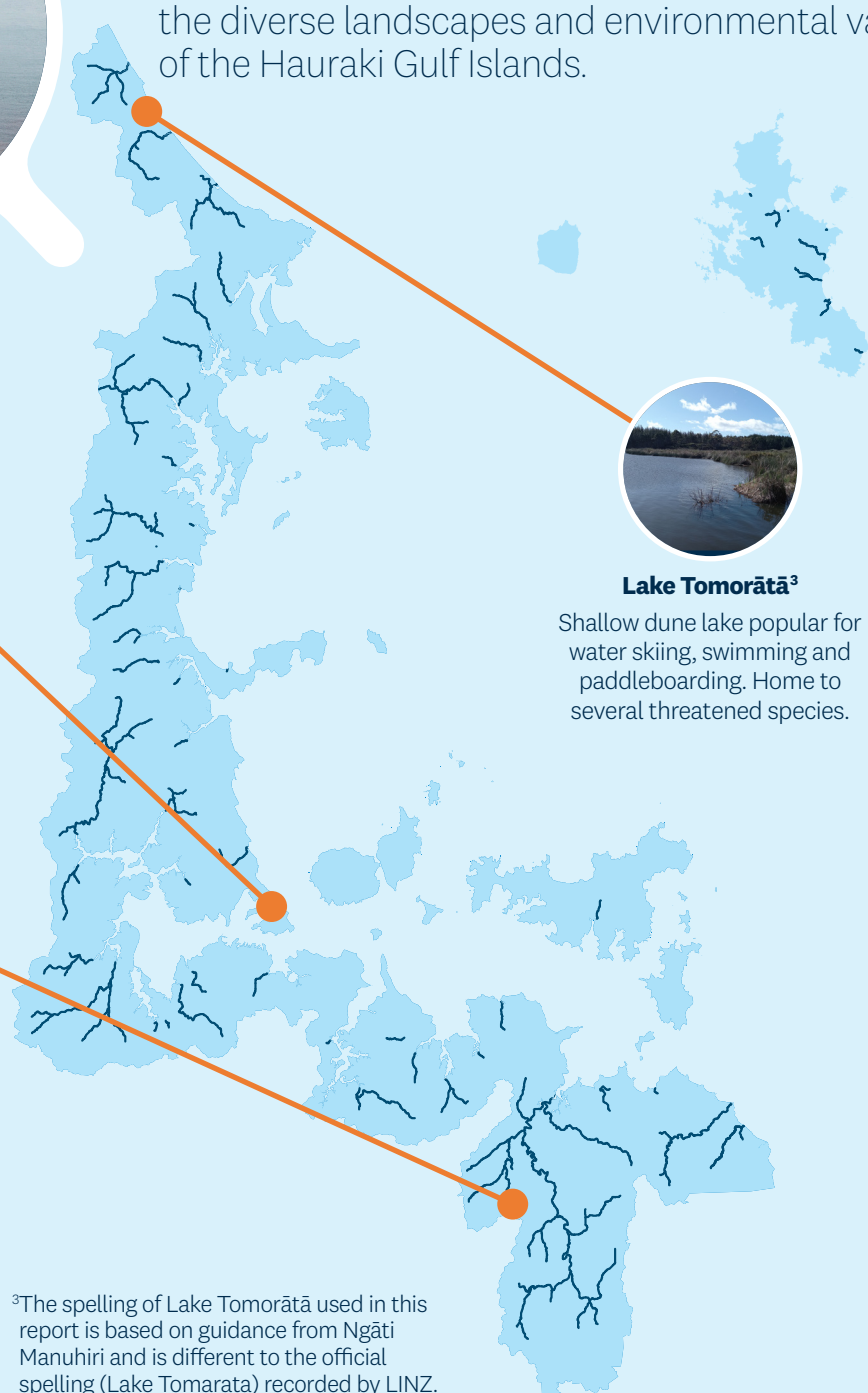 the diverse landscapes and environmental
of the Hauraki Gulf Islands.
Lake Tomorātā³
Shallow dune lake popular for
water skiing, swimming and
paddleboarding. Home to
several threatened species.
³The spelling of Lake Tomorātā used in this
report is based on guidance from Ngāti
Manuhiri and is different to the official
spelling (Lake Tomarata) recorded by LINZ.